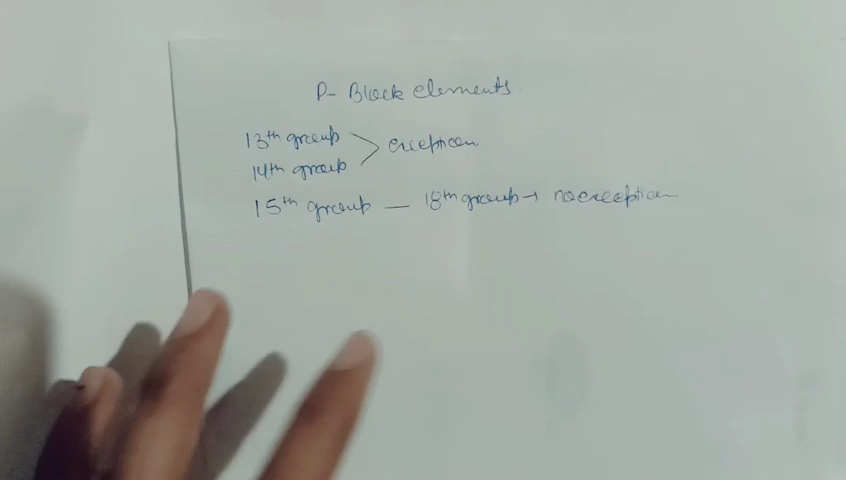 P- Block elements.
13th group > exception
14th group
15th group — 18th group → no exception